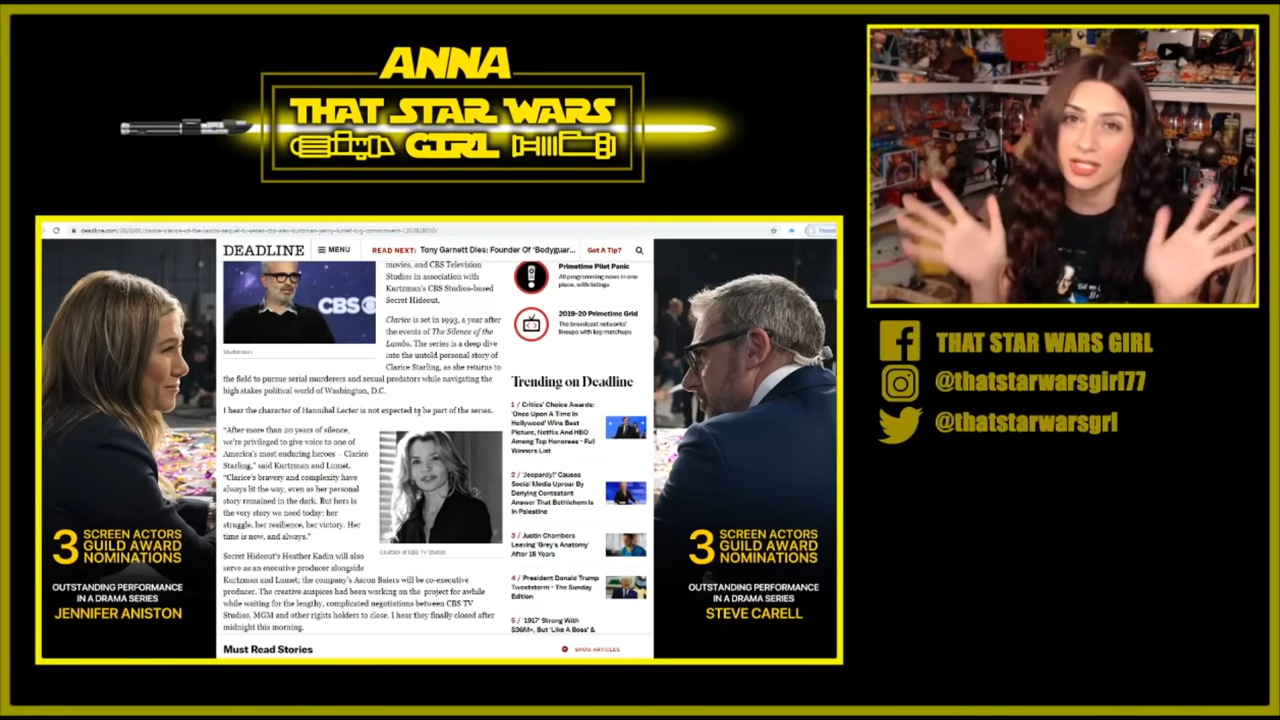 ANNA
THAT STAR WARS
GIRL
THAT STAR WARS GIRL
@thatstarwarsgirl77
@thatstarwarsgrl
DEADLINE
MENU
READ NEXT: Tony Garnett Dies: Founder Of 'Bodyguar...
Got A Tip?
movies, and CBS Television
Studios in association with
Kurtzman's CBS Studios-based
Secret Hideout.
CBS
Shutterstock
Clarice is set in 1993, a year after
the events of The Silence of the
Lambs. The series is a deep dive
into the untold personal story of
Clarice Starling, as she returns to
the field to pursue serial murderers and sexual predators while navigating the
high stakes political world of Washington, D.C.
I hear the character of Hannibal Lecter is not expected to be part of the series.
"After more than 20 years of silence,
we're privileged to give voice to one of
America's most enduring heroes – Clarice
Starling," said Kurtzman and Lumet.
"Clarice's bravery and complexity have
always lit the way, even as her personal
story remained in the dark. But hers is
the very story we need today: her
struggle, her resilience, her victory. Her
time is now, and always."
Courtesy of CBS TV Studios
Secret Hideout's Heather Kadin will also
serve as an executive producer alongside
Kurtzman and Lumet; the company's Aaron Baiers will be co-executive
producer. The creative auspices had been working on the project for awhile
while waiting for the lengthy, complicated negotiations between CBS TV
Studios, MGM and other rights holders to close. I hear they finally closed after
midnight this morning.
Must Read Stories
SHOW ARTICLES
Primetime Pilot Panic
All programming news in one
place, with listings
2019-20 Primetime Grid
The broadcast networks'
lineups with key matchups
Trending on Deadline
1 / Critics' Choice Awards:
'Once Upon A Time In
Hollywood' Wins Best
Picture, Netflix And HBO
Among Top Honorees - Full
Winners List
2 / 'Jeopardy!' Causes
Social Media Uproar By
Denying Contestant
Answer That Bethlehem Is
In Palestine
3 / Justin Chambers
Leaving 'Grey's Anatomy'
After 15 Years
4 / President Donald Trump
Tweetstorm - The Sunday
Edition
5 / '1917' Strong With
$36M+, But 'Like A Boss' &
3 SCREEN ACTORS
GUILD AWARD
NOMINATIONS
OUTSTANDING PERFORMANCE
IN A DRAMA SERIES
JENNIFER ANISTON
3 SCREEN ACTORS
GUILD AWARD
NOMINATIONS
OUTSTANDING PERFORMANCE
IN A DRAMA SERIES
STEVE CARELL